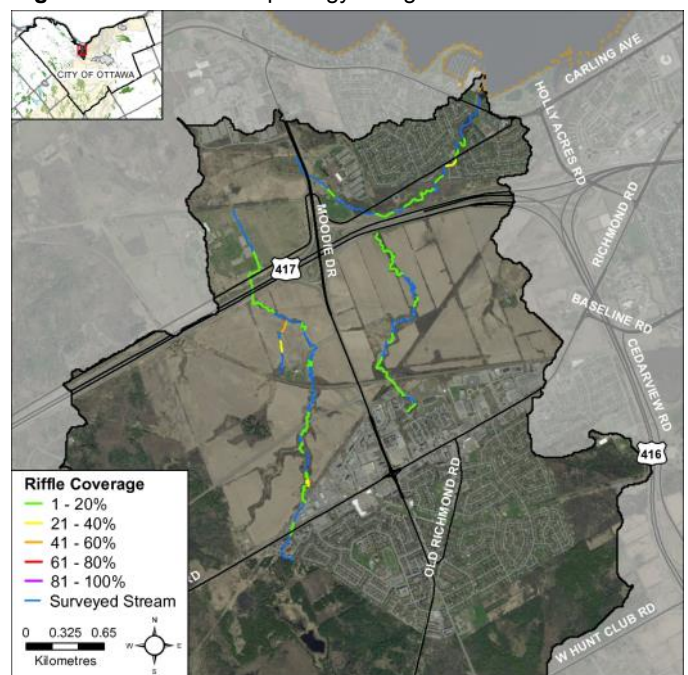 CITY OF OTTAWA
CARLING AVE
HOLLY ACRES RD
RICHMOND RD
MOODIE DR
417
BASELINE RD
CEDARVIEW RD
416
OLD RICHMOND RD
W HUNT CLUB RD
Riffle Coverage
1 - 20%
21 - 40%
41 - 60%
61 - 80%
81 - 100%
Surveyed Stream
0 0.325 0.65
Kilometres
N
W E
S
D